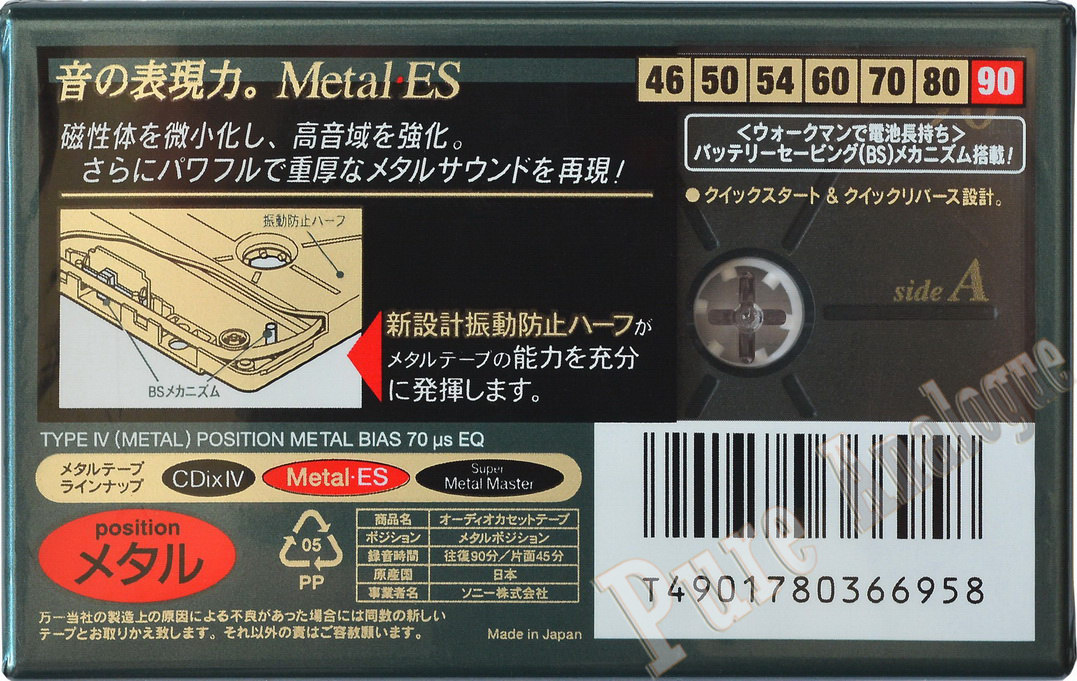 音の表現力。Metal·ES
46 50 54 60 70 80 90
磁性体を微小化し、高音域を強化。
さらにパワフルで重厚なメタルサウンドを再現!
<ウォークマンで電池長持ち>
バッテリーセービング(BS)メカニズム搭載!
●クイックスタート & クイックリバース設計。
振動防止ハーフ
BSメカニズム
新設計振動防止ハーフが
メタルテープの能力を充分
に発揮します。
side A
TYPE IV (METAL) POSITION METAL BIAS 70 µs EQ
メタルテープ
ラインナップ
CDixIV
Metal·ES
Super
Metal Master
position
メタル
05
PP
商品名 オーディオカセットテープ
ポジション メタルポジション
録音時間 往復90分/片面45分
原産国 日本
事業者名 ソニー株式会社
万一当社の製造上の原因による不良があった場合には同数の新しい
テープとお取りかえ致します。それ以外の責はご容赦願います。
Made in Japan
T4901780366958
Pure Analogue